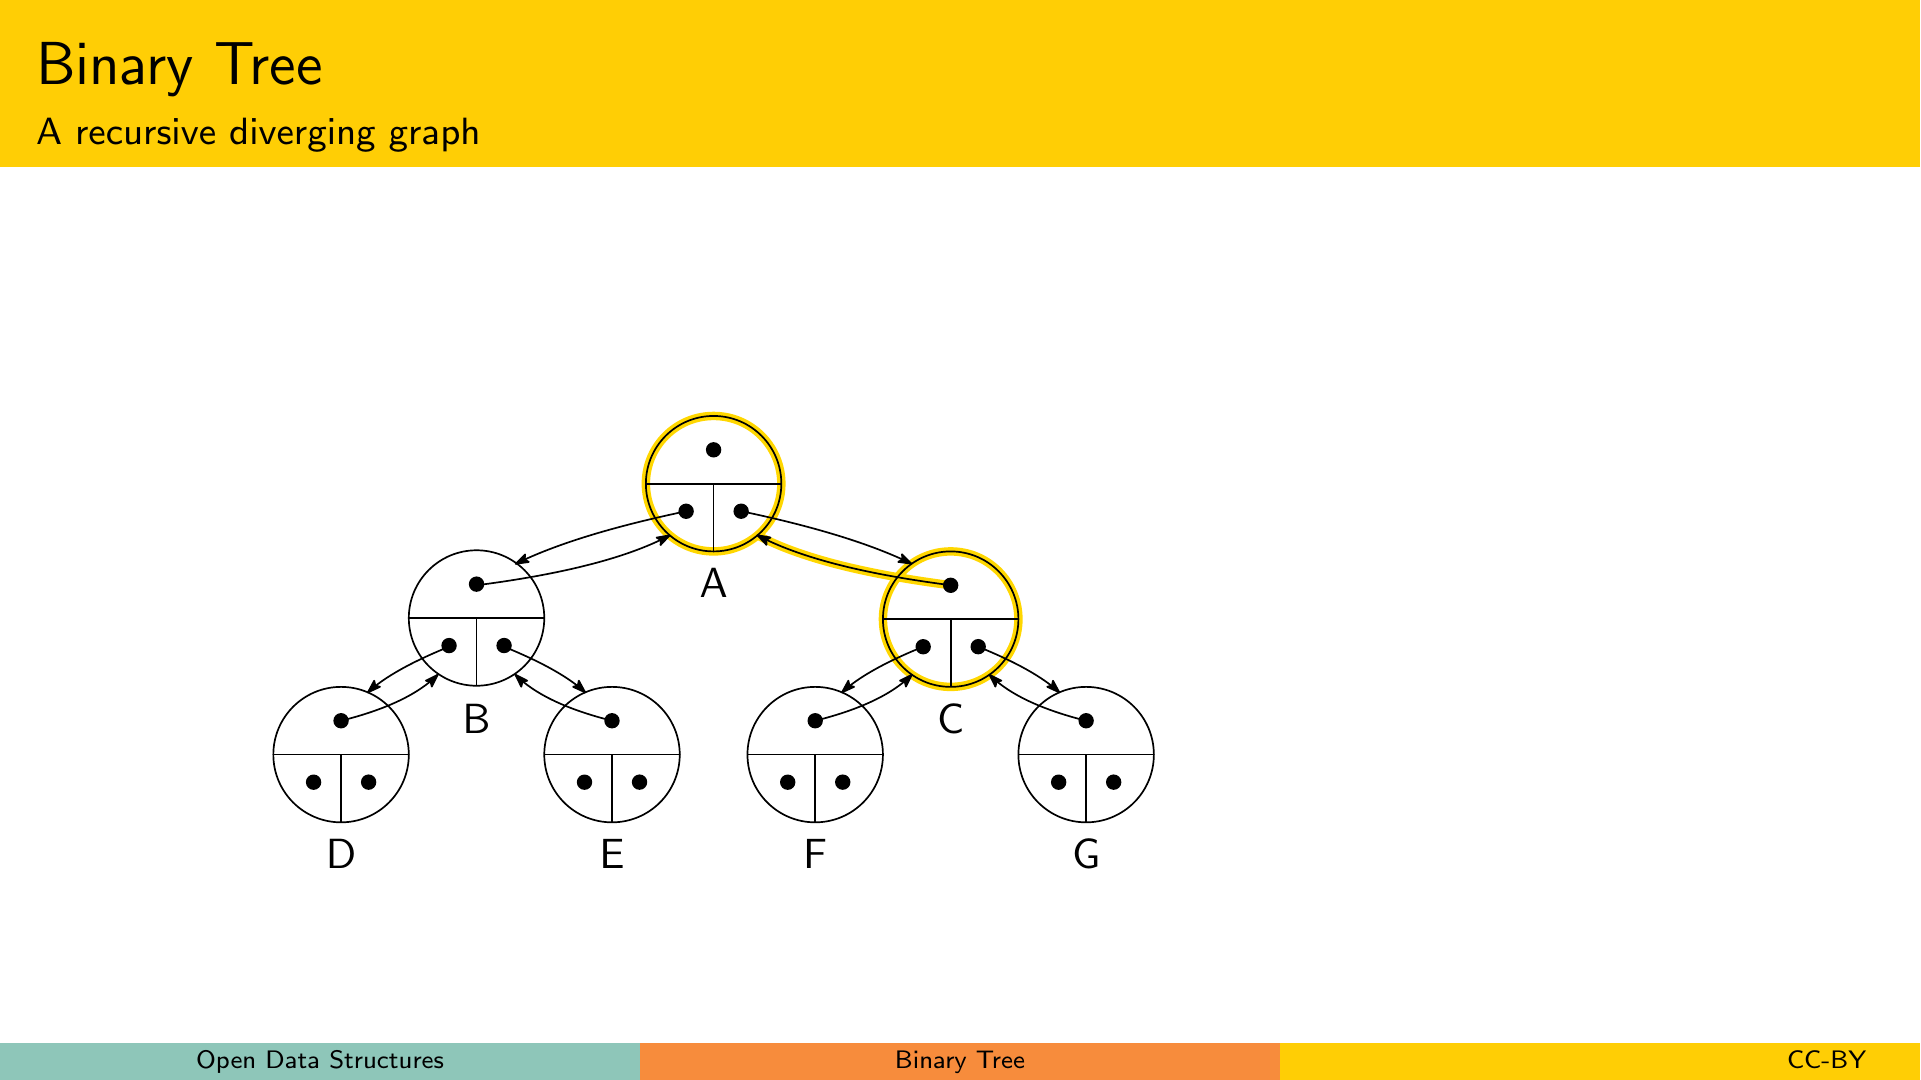 Binary Tree
A recursive diverging graph
A
B
C
D
E
F
G
Open Data Structures
Binary Tree
CC-BY